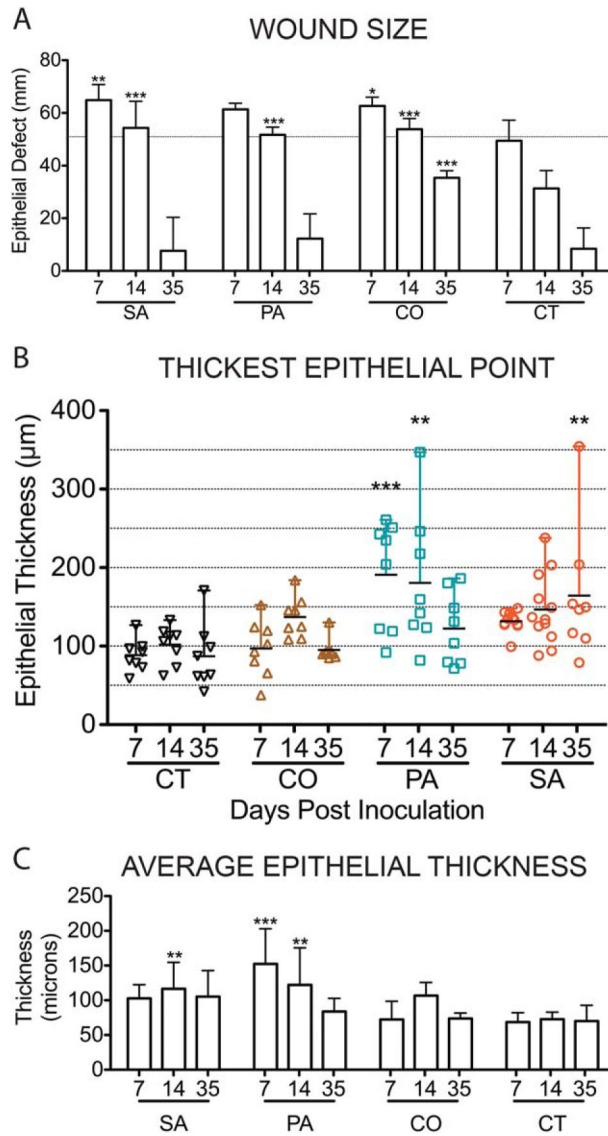 A
WOUND SIZE
Epithelial Defect (mm)
80
60
40
20
0
** *** *** * *** ***
7 14 35 7 14 35 7 14 35 7 14 35
SA PA CO CT
B
THICKEST EPITHELIAL POINT
Epithelial Thickness (µm)
400
300
200
100
0
*** ** **
7 14 35 7 14 35 7 14 35 7 14 35
CT CO PA SA
Days Post Inoculation
C
AVERAGE EPITHELIAL THICKNESS
Thickness
(microns)
250
200
150
100
50
0
** *** **
7 14 35 7 14 35 7 14 35 7 14 35
SA PA CO CT